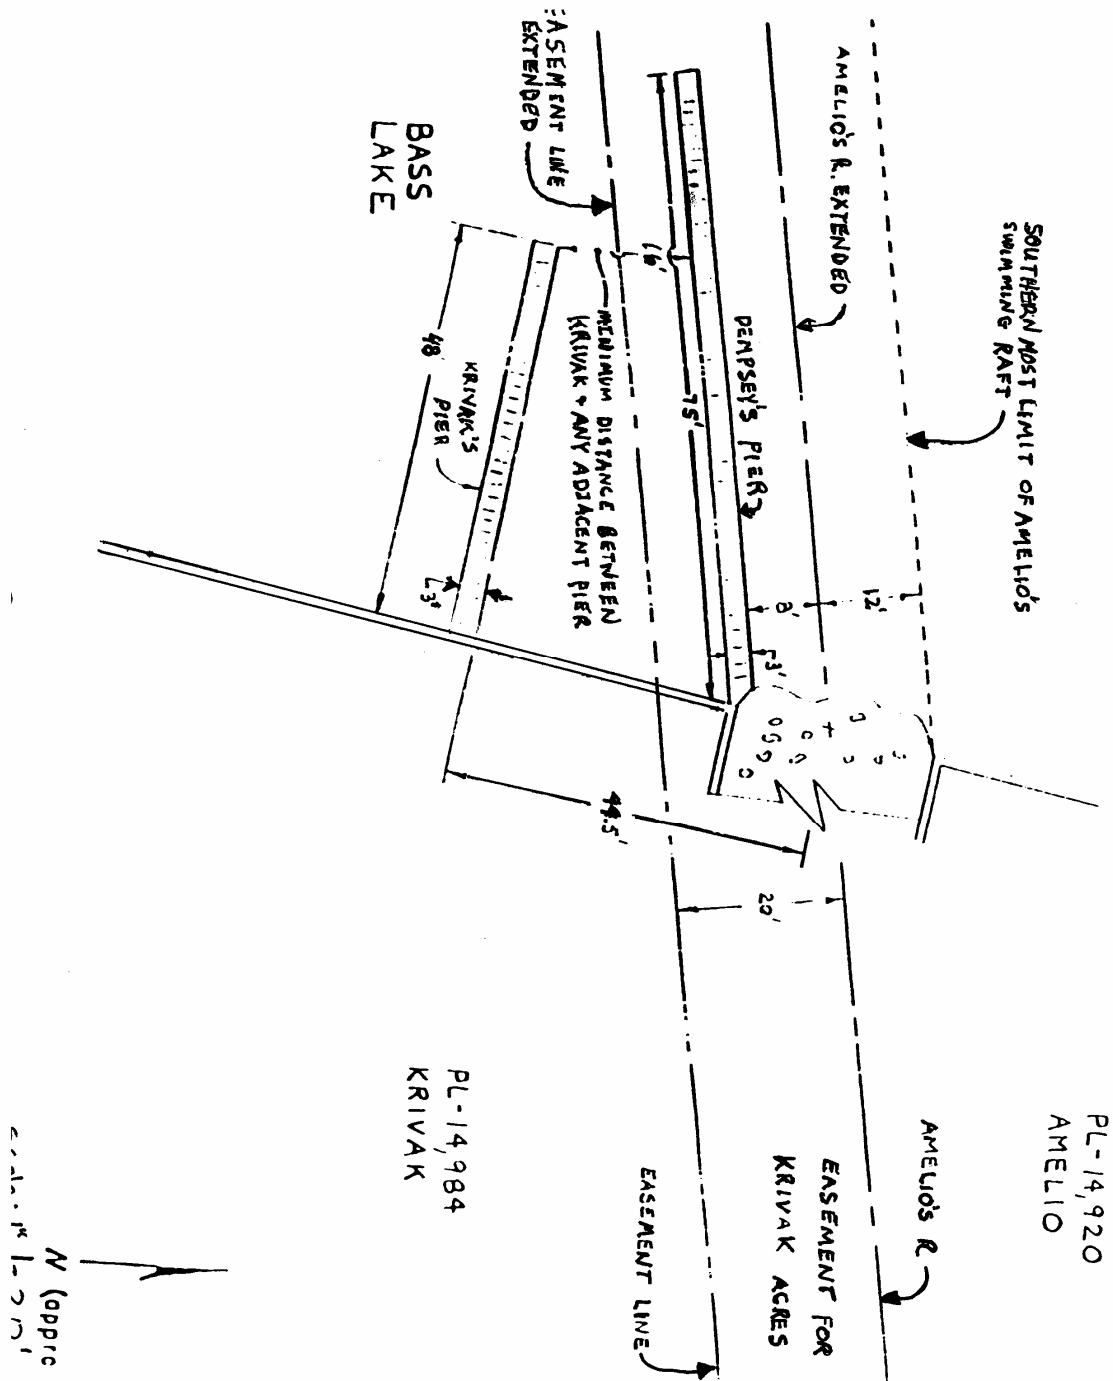 SOUTHERN MOST LIMIT OF AMELIO'S
SWIMMING RAFT
PL-14,920
AMELIO
AMELIO'S R. EXTENDED
12'
AMELIO'S R
EASEMENT FOR
KRIVAK ACRES
DEMPSEY'S PIER
8'
3'
20'
75'
16'
EASEMENT LINE
EASEMENT LINE
EXTENDED
MINIMUM DISTANCE BETWEEN
KRIVAK & ANY ADJACENT PIER
44.5'
KRIVAK'S
PIER
3'
48'
BASS
LAKE
PL-14,984
KRIVAK
N (appro